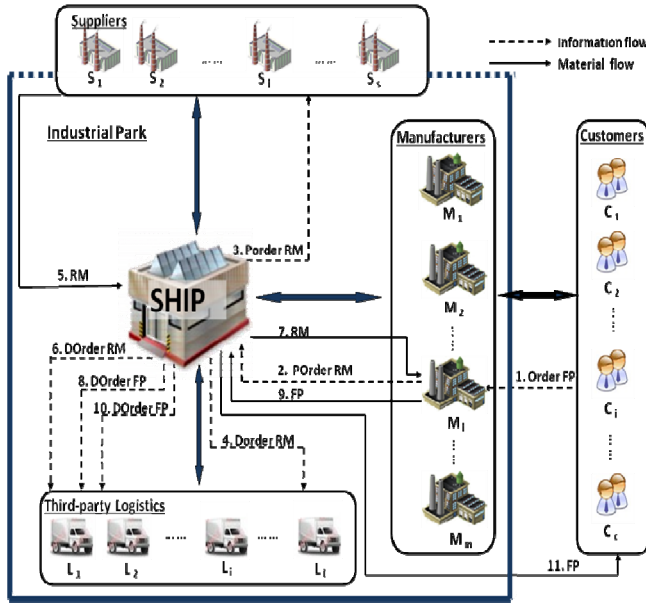 Suppliers
S1 S2 ...... Si ...... Ss
Information flow
Material flow
Industrial Park
Manufacturers
Customers
M1
C1
3. Porder RM
5. RM
SHIP
M2
C2
7. RM
6. DOrder RM
2. POrder RM
1. Order FP
8. DOrder FP
9. FP
Mi
Ci
10. DOrder FP
4. Dorder RM
Third-party Logistics
L1 L2 ...... Li ...... Ll
Mm
Cc
11. FP